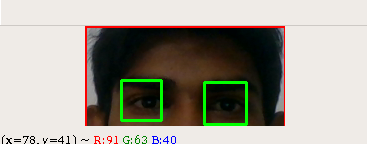 (x=78, y=41) ~ R:91 G:63 B:40